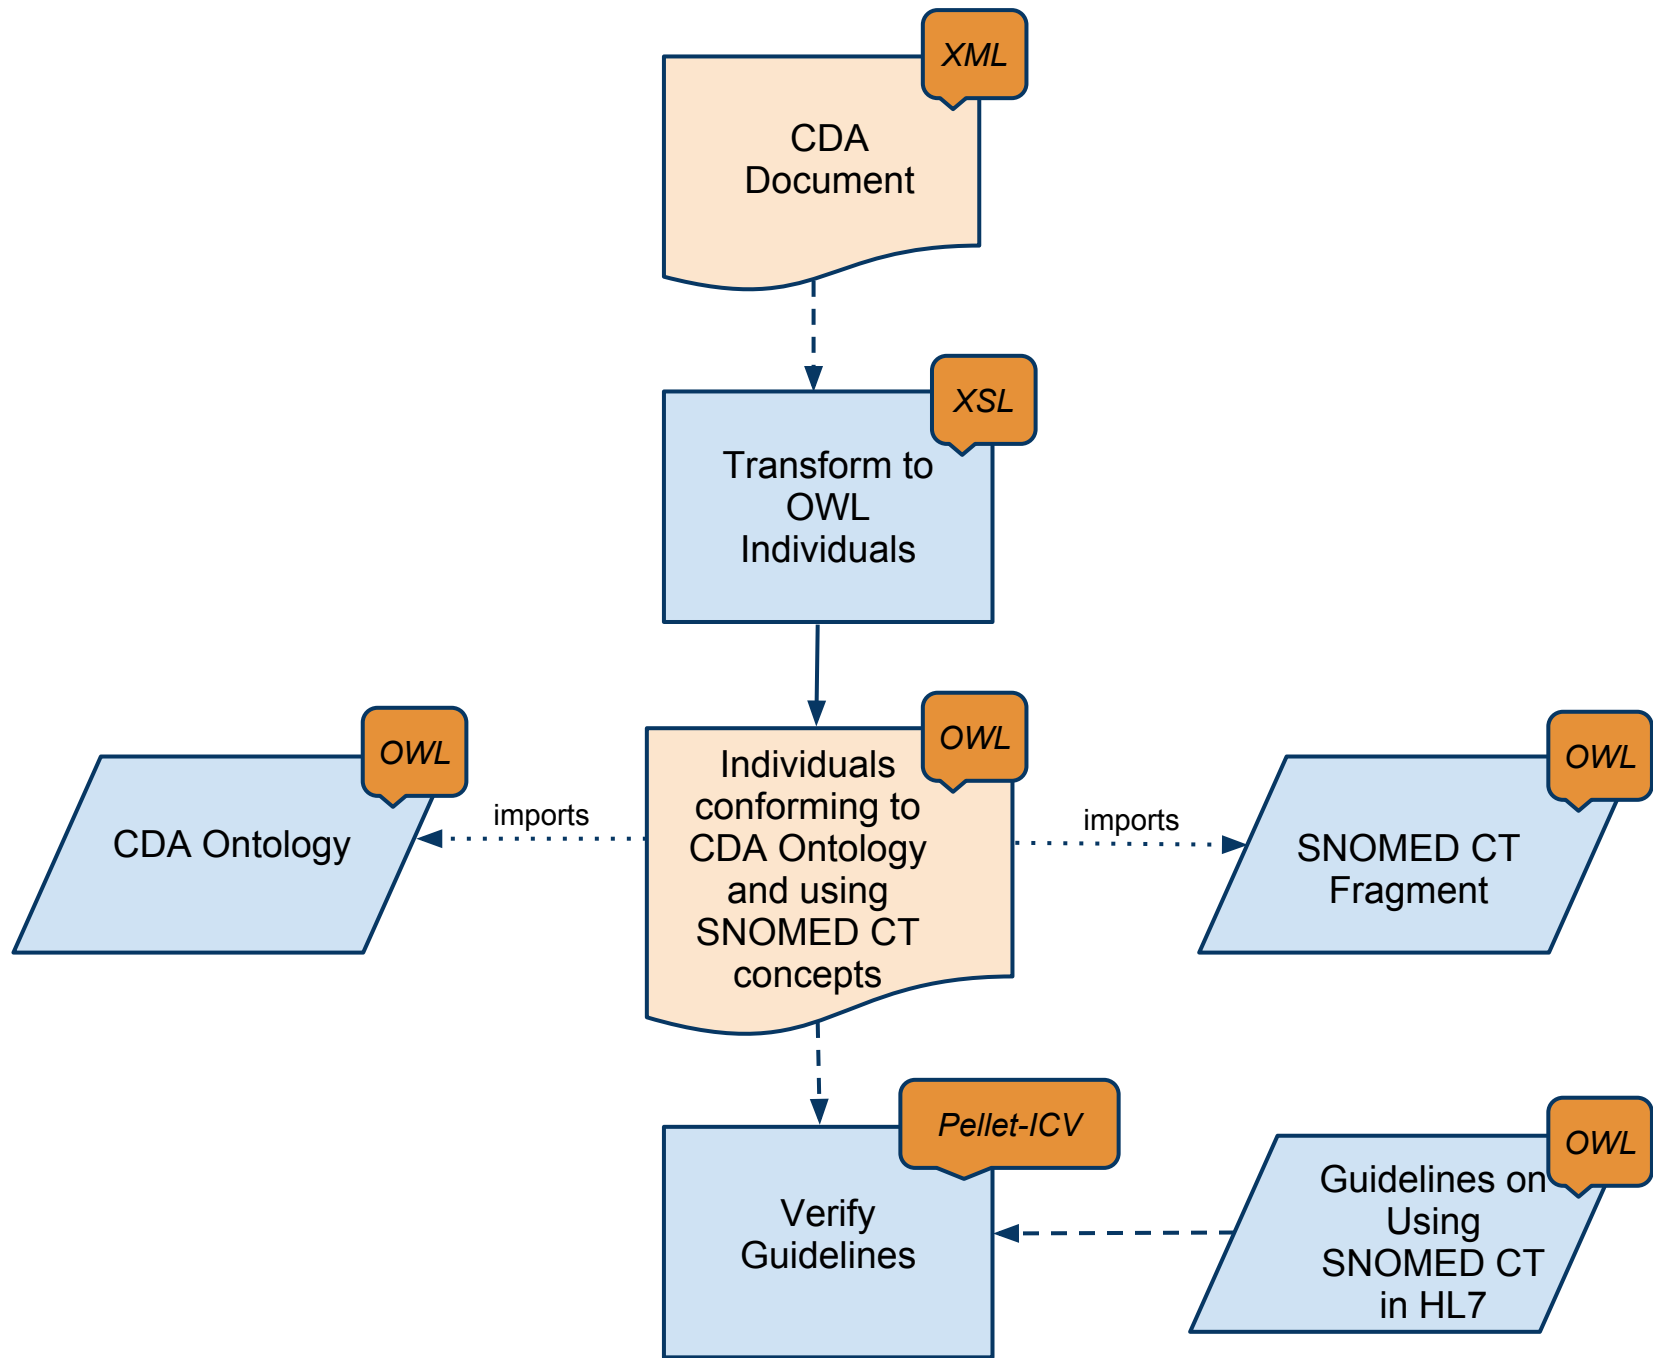 XML
CDA
Document
XSL
Transform to
OWL
Individuals
OWL
CDA Ontology
imports
OWL
Individuals
conforming to
CDA Ontology
and using
SNOMED CT
concepts
imports
OWL
SNOMED CT
Fragment
Pellet-ICV
Verify
Guidelines
OWL
Guidelines on
Using
SNOMED CT
in HL7